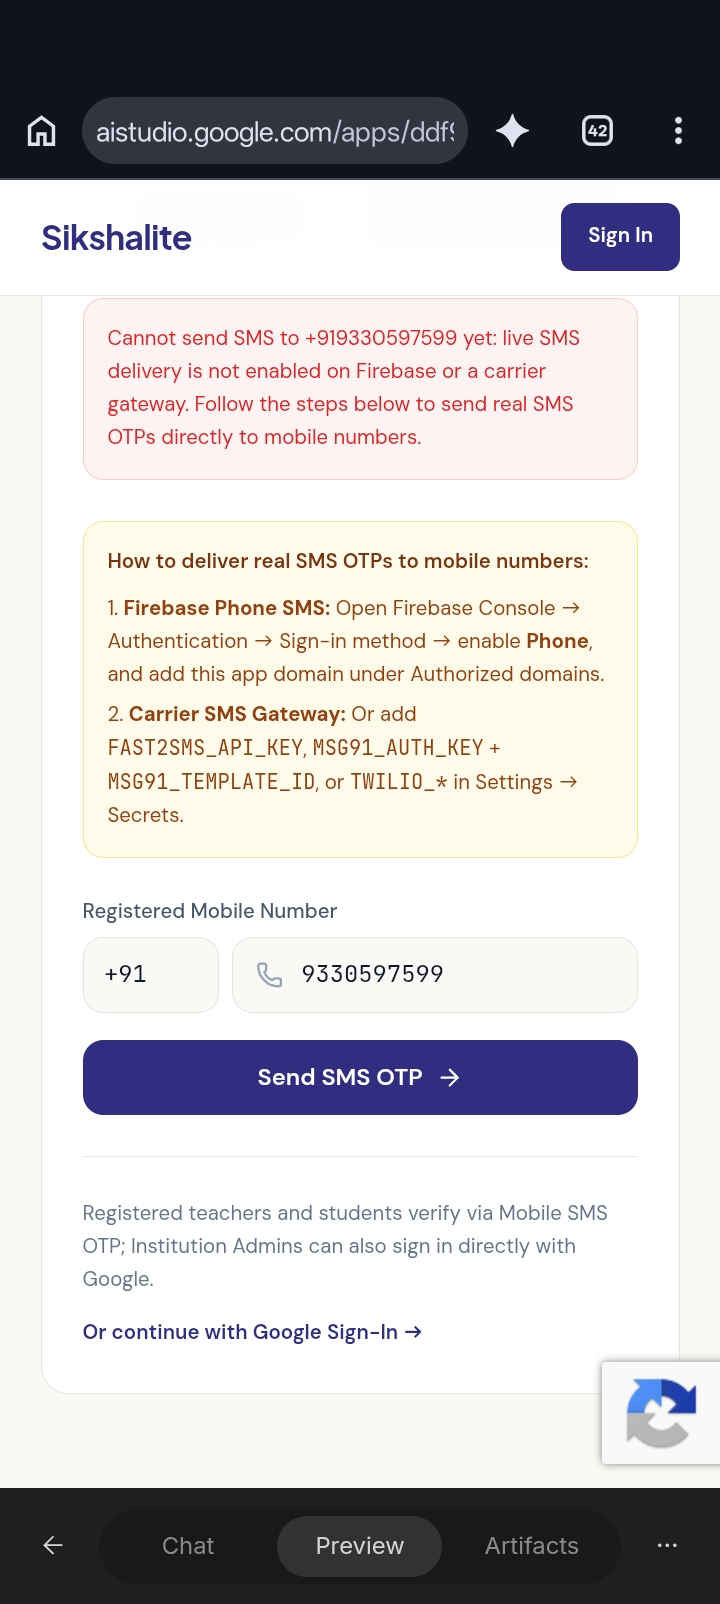 aistudio.google.com/apps/ddf
42
Sikshalite
Sign In
Cannot send SMS to +919330597599 yet: live SMS
delivery is not enabled on Firebase or a carrier
gateway. Follow the steps below to send real SMS
OTPs directly to mobile numbers.
How to deliver real SMS OTPs to mobile numbers:
1. Firebase Phone SMS: Open Firebase Console →
Authentication → Sign-in method → enable Phone,
and add this app domain under Authorized domains.
2. Carrier SMS Gateway: Or add
FAST2SMS_API_KEY, MSG91_AUTH_KEY +
MSG91_TEMPLATE_ID, or TWILIO_* in Settings →
Secrets.
Registered Mobile Number
+91
9330597599
Send SMS OTP →
Registered teachers and students verify via Mobile SMS
OTP; Institution Admins can also sign in directly with
Google.
Or continue with Google Sign-In →
Chat
Preview
Artifacts